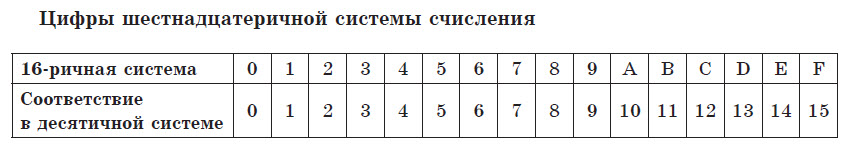 Цифры шестнадцатеричной системы счисления
16-ричная система 0 1 2 3 4 5 6 7 8 9 A B C D E F
Соответствие
в десятичной системе 0 1 2 3 4 5 6 7 8 9 10 11 12 13 14 15